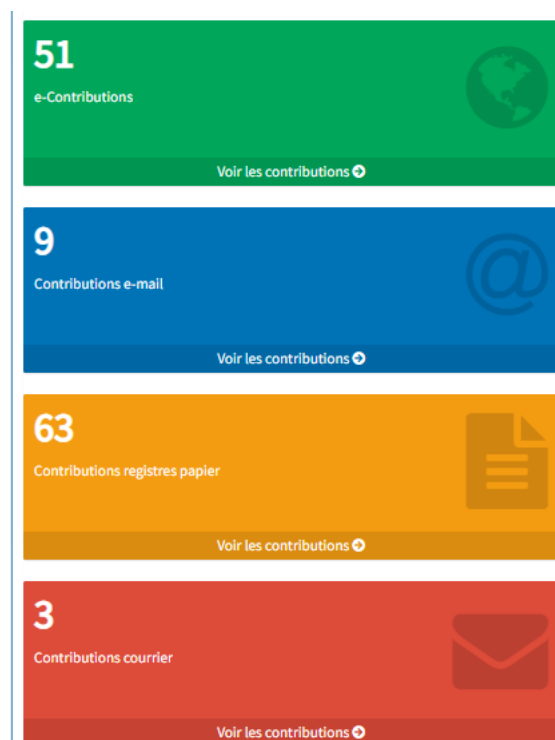 51
e-Contributions
Voir les contributions
9
Contributions e-mail
@
Voir les contributions
63
Contributions registres papier
Voir les contributions
3
Contributions courrier
Voir les contributions